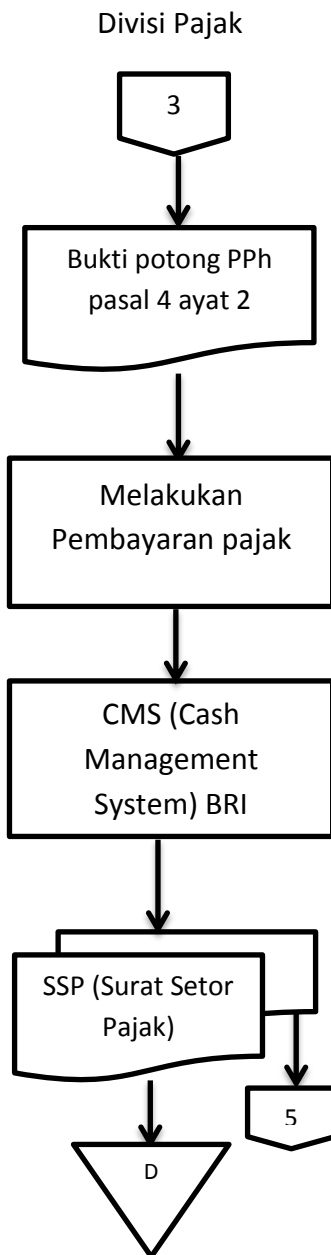 Divisi Pajak
3
Bukti potong PPh
pasal 4 ayat 2
Melakukan
Pembayaran pajak
CMS (Cash
Management
System) BRI
SSP (Surat Setor
Pajak)
5
D